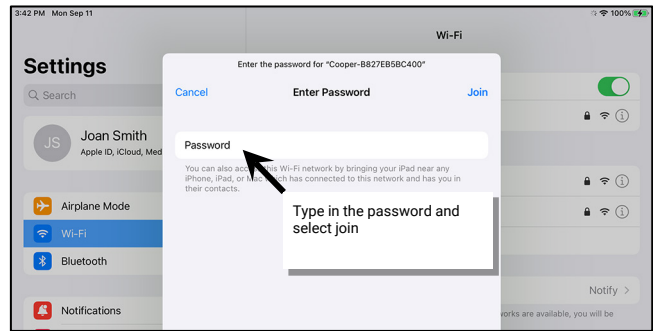 3:42 PM Mon Sep 11
100%
Wi-Fi
Settings
Search
JS
Joan Smith
Apple ID, iCloud, Med
Airplane Mode
Wi-Fi
Bluetooth
Notifications
Enter the password for “Cooper-B827EB5BC400”
Cancel Enter Password Join
Password
You can also this Wi-Fi network by bringing your iPad near any
iPhone, iPad, or Mac has connected to this network and has you in
their contacts.
Type in the password and
select join
Notify >
works are available, you will be